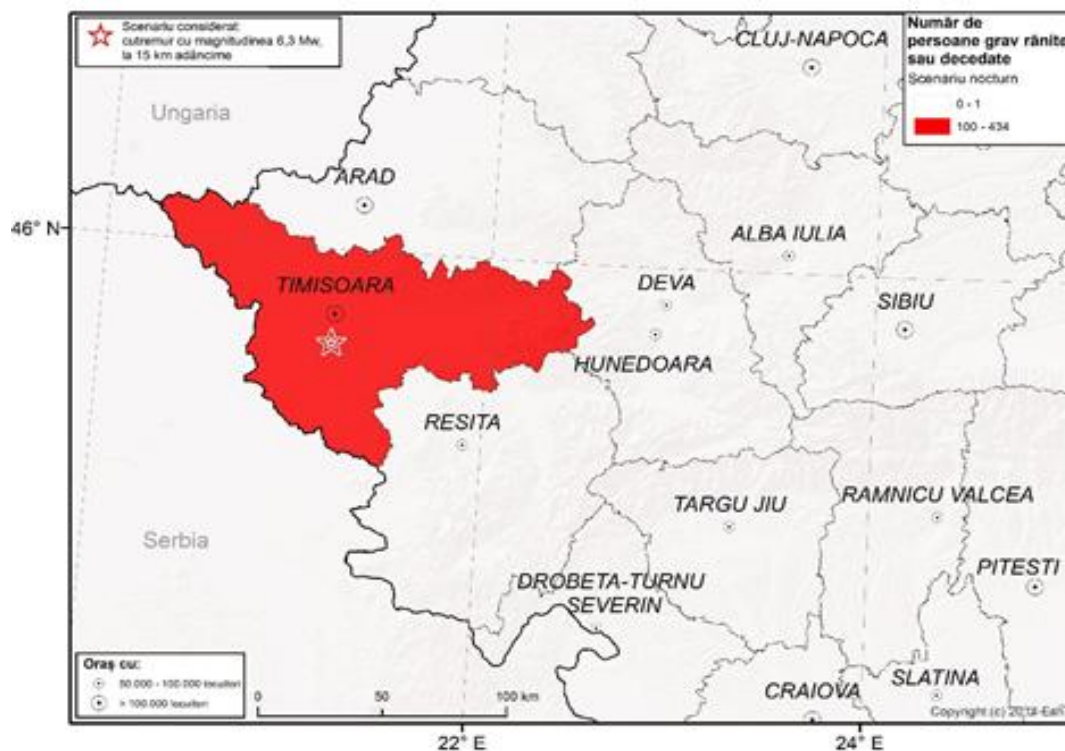 Scenariu considerat:
cutremur cu magnitudinea 6,3 Mw,
la 15 km adâncime
Număr de
persoane grav rănite
sau decedate
Scenariu nocturn
0 - 1
100 - 434
CLUJ-NAPOCA
Ungaria
ARAD
46° N
ALBA IULIA
TIMISOARA
DEVA
SIBIU
HUNEDOARA
RESITA
TARGU JIU
RAMNICU VALCEA
Serbia
PITESTI
DROBETA-TURNU
SEVERIN
Oraș cu:
50.000 - 100.000 locuitori
> 100.000 locuitori
0 50 100 km
CRAIOVA
SLATINA
Copyright (c)
22° E
24° E